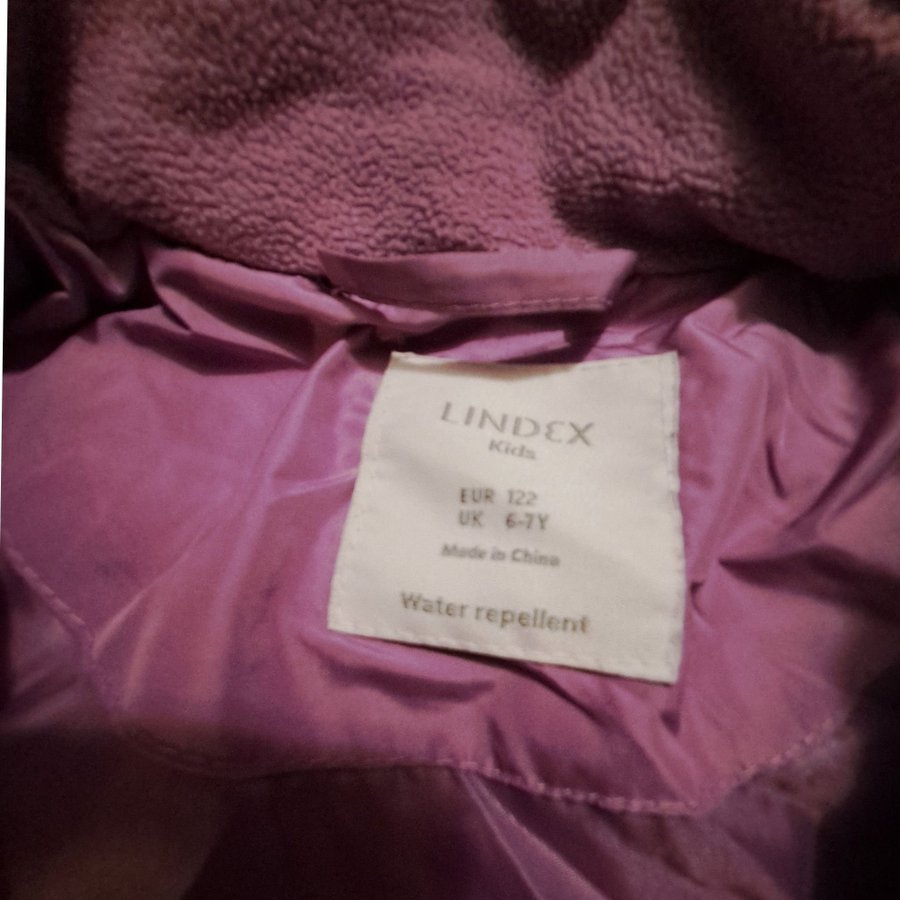 LINDEX
Kids
EUR 122
UK 6-7Y
Made in China
Water repellent